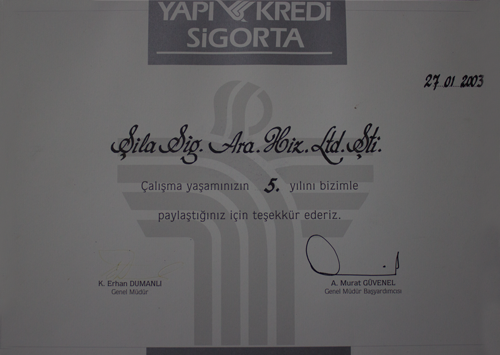 YAPI KREDİ
SİGORTA
27 01 2003
Şila Sig. Ara. Hiz. Ltd. Şti.
Çalışma yaşamınızın 5. yılını bizimle
paylaştığınız için teşekkür ederiz.
K. Erhan DUMANLI
Genel Müdür
A. Murat GÜVENEL
Genel Müdür Başyardımcısı